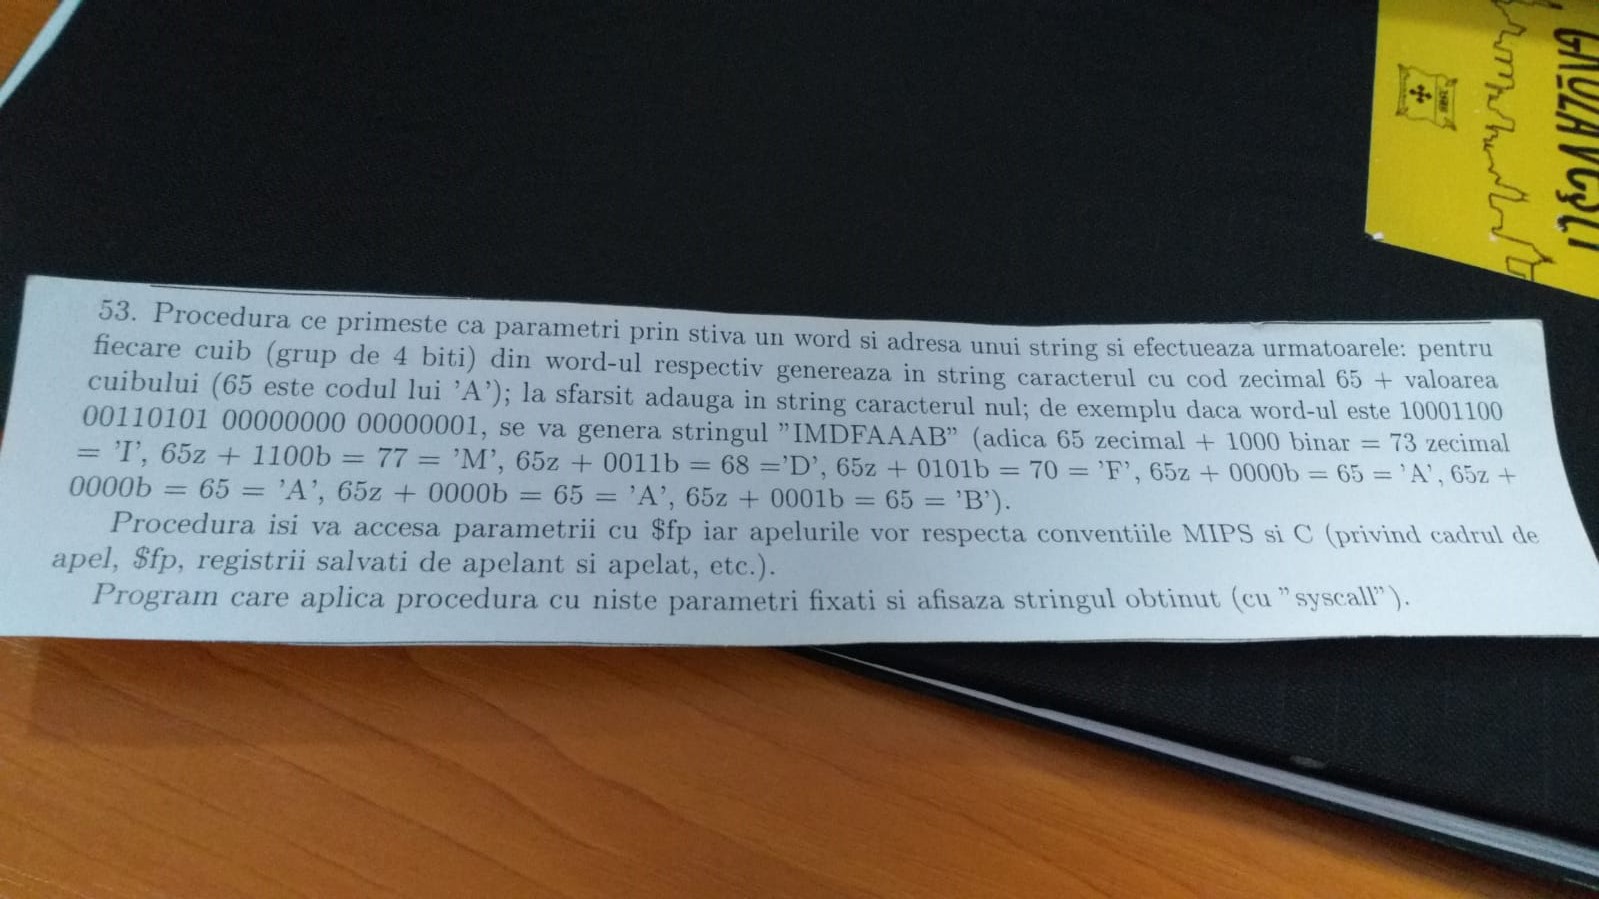 GĂUZAVEȘTI
53. Procedura ce primeste ca parametri prin stiva un word si adresa unui string si efectueaza urmatoarele: pentru
fiecare cuib (grup de 4 biti) din word-ul respectiv genereaza in string caracterul cu cod zecimal 65 + valoarea
cuibului (65 este codul lui 'A'); la sfarsit adauga in string caracterul nul; de exemplu daca word-ul este 10001100
00110101 00000000 00000001, se va genera stringul "IMDFAAAB" (adica 65 zecimal + 1000 binar = 73 zecimal
= 'I', 65z + 1100b = 77 = 'M', 65z + 0011b = 68 ='D', 65z + 0101b = 70 = 'F', 65z + 0000b = 65 = 'A', 65z +
0000b = 65 = 'A', 65z + 0000b = 65 = 'A', 65z + 0001b = 65 = 'B').
Procedura isi va accesa parametrii cu $fp iar apelurile vor respecta conventiile MIPS si C (privind cadrul de
apel, $fp, registrii salvati de apelant si apelat, etc.).
Program care aplica procedura cu niste parametri fixati si afisaza stringul obtinut (cu "syscall").